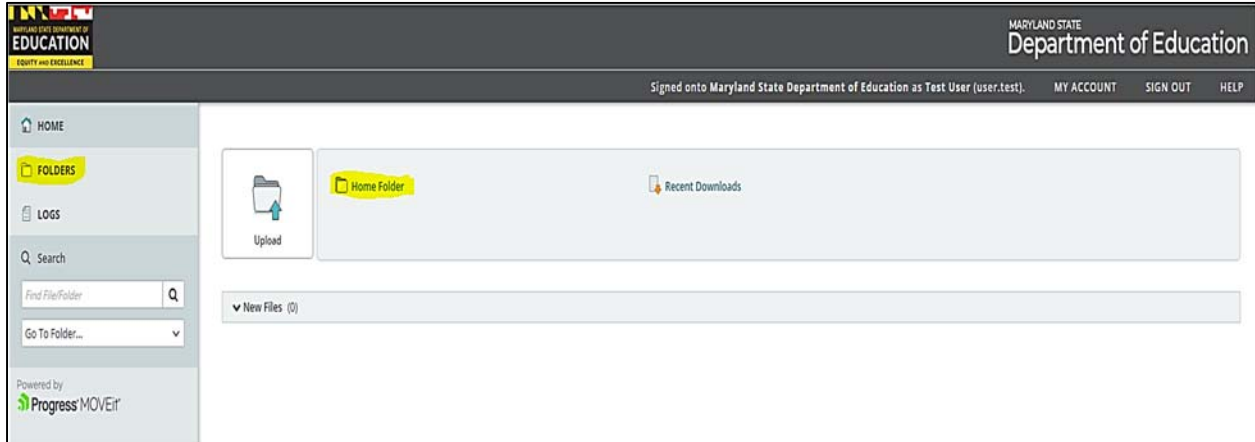 MARYLAND STATE DEPARTMENT OF
EDUCATION
EQUITY AND EXCELLENCE
MARYLAND STATE
Department of Education
Signed onto Maryland State Department of Education as Test User (user.test). MY ACCOUNT SIGN OUT HELP
HOME
FOLDERS
LOGS
Search
Find File/Folder
Go To Folder...
Powered by
Progress MOVEit
Upload
Home Folder
Recent Downloads
New Files (0)